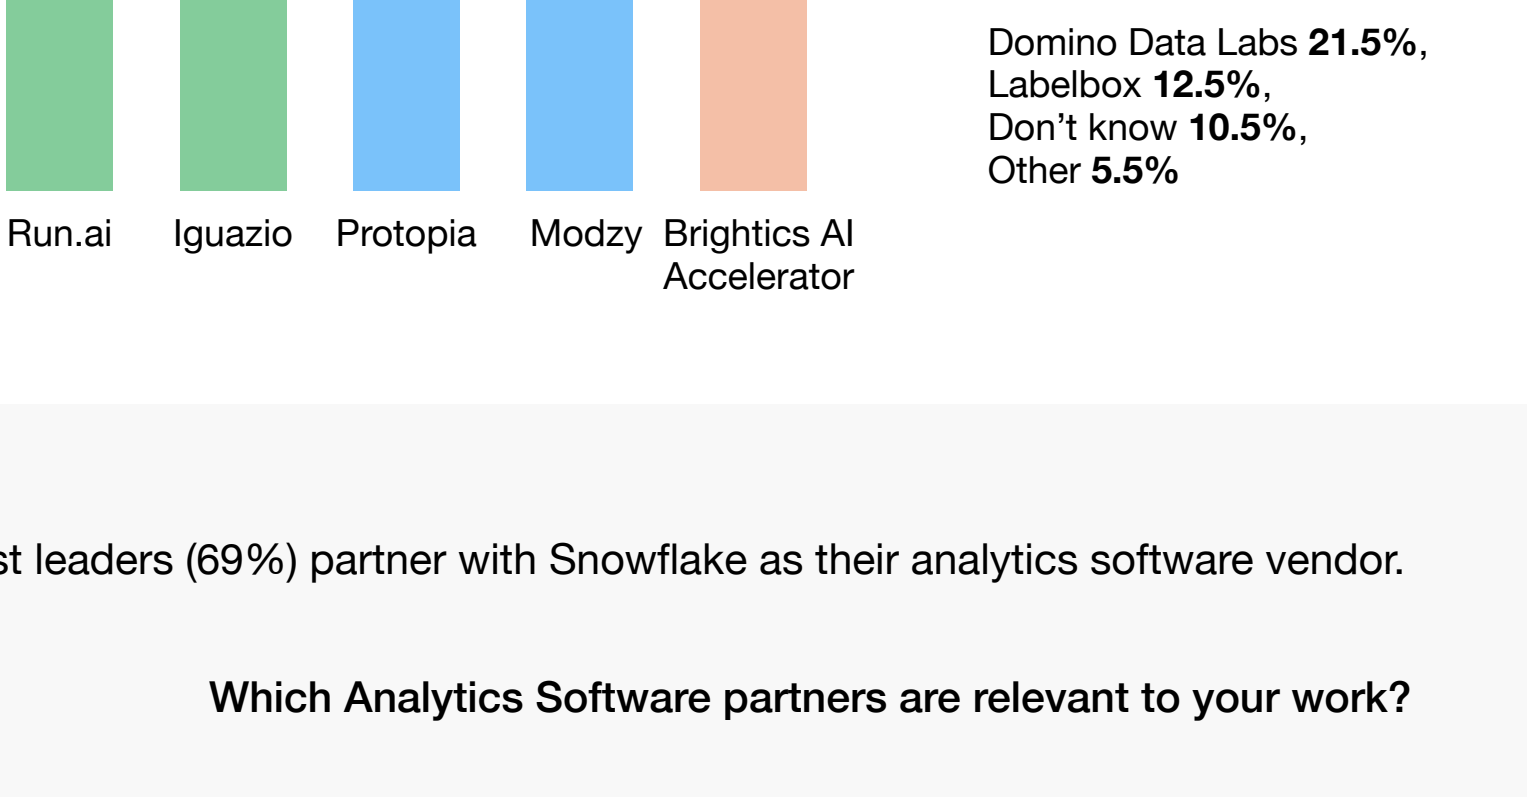 Domino Data Labs 21.5%,
Labelbox 12.5%,
Don’t know 10.5%,
Other 5.5%
Run.ai
Iguazio
Protopia
Modzy
Brightics AI
Accelerator
leaders (69%) partner with Snowflake as their analytics software vendor.
Which Analytics Software partners are relevant to your work?